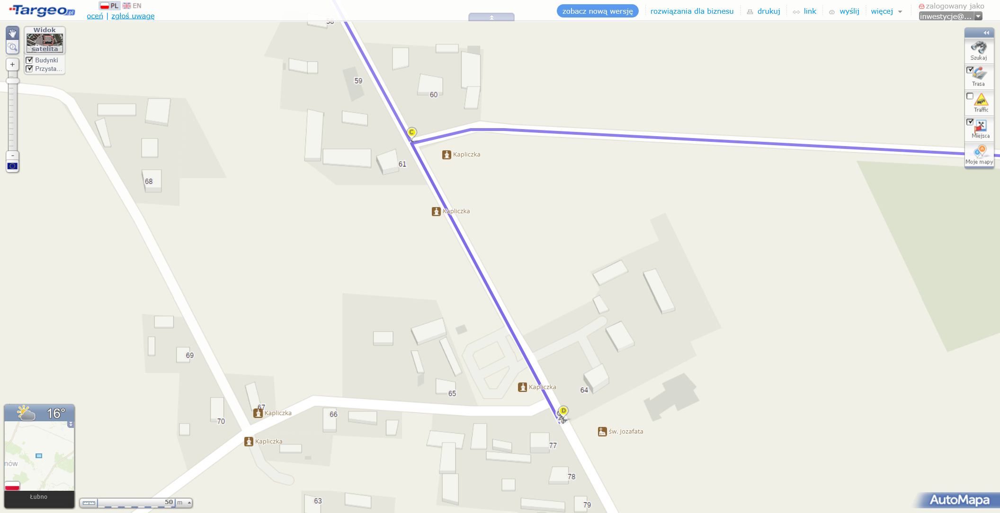 Targeo.pl
PL EN
oceń | zgłoś uwagę
zobacz nową wersję
rozwiązania dla biznesu
drukuj
link
wyślij
więcej
zalogowany jako
inwestycje@...
Widok
satelita
Budynki
Przysta...
+
-
Szukaj
Trasa
Traffic
Miejsca
Moje mapy
58
59
60
C
Kapliczka
61
68
Kapliczka
69
65
Kapliczka
64
67
Kapliczka
66
70
D
św. Jozafata
Kapliczka
77
78
63
79
16°
nów
Łubno
50 m
AutoMapa